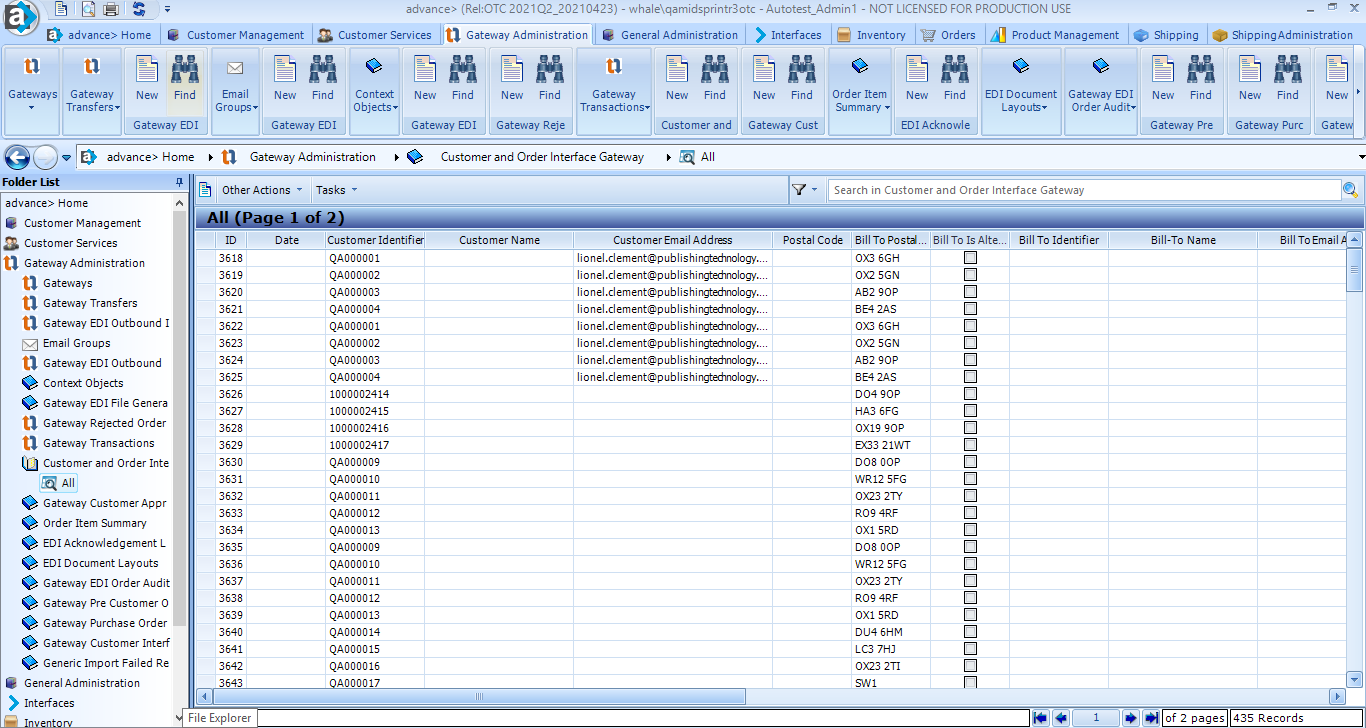 advance> (Rel:OTC 2021Q2_20210423) - whale\qamidsprintr3otc - Autotest_Admin1 - NOT LICENSED FOR PRODUCTION USE
advance> Home Customer Management Customer Services Gateway Administration General Administration Interfaces Inventory Orders Product Management Shipping Shipping Administration
Gateways Gateway Transfers New Find Email Groups New Find Context Objects New Find New Find Gateway Transactions New Find New Find Order Item Summary New Find EDI Document Layouts Gateway EDI Order Audit New Find New Find New
Gateway EDI Gateway EDI Gateway EDI Gateway Reje Customer and Gateway Cust EDI Acknowle Gateway Pre Gateway Purc Gatew
advance> Home Gateway Administration Customer and Order Interface Gateway All
Folder List
advance> Home
Customer Management
Customer Services
Gateway Administration
Gateways
Gateway Transfers
Gateway EDI Outbound I
Email Groups
Gateway EDI Outbound
Context Objects
Gateway EDI File Genera
Gateway Rejected Order
Gateway Transactions
Customer and Order Inte
All
Gateway Customer Appr
Order Item Summary
EDI Acknowledgement L
EDI Document Layouts
Gateway EDI Order Audit
Gateway Pre Customer O
Gateway Purchase Order
Gateway Customer Interf
Generic Import Failed Re
General Administration
Interfaces
Inventory
Other Actions Tasks Search in Customer and Order Interface Gateway
All (Page 1 of 2)
ID Date Customer Identifier Customer Name Customer Email Address Postal Code Bill To Postal... Bill To Is Alte... Bill To Identifier Bill-To Name Bill To Email A
3618 QA000001 lionel.clement@publishingtechnology.... OX3 6GH
3619 QA000002 lionel.clement@publishingtechnology.... OX2 5GN
3620 QA000003 lionel.clement@publishingtechnology.... AB2 9OP
3621 QA000004 lionel.clement@publishingtechnology.... BE4 2AS
3622 QA000001 lionel.clement@publishingtechnology.... OX3 6GH
3623 QA000002 lionel.clement@publishingtechnology.... OX2 5GN
3624 QA000003 lionel.clement@publishingtechnology.... AB2 9OP
3625 QA000004 lionel.clement@publishingtechnology.... BE4 2AS
3626 1000002414 DO4 9OP
3627 1000002415 HA3 6FG
3628 1000002416 OX19 9OP
3629 1000002417 EX33 21WT
3630 QA000009 DO8 0OP
3631 QA000010 WR12 5FG
3632 QA000011 OX23 2TY
3633 QA000012 RO9 4RF
3634 QA000013 OX1 5RD
3635 QA000009 DO8 0OP
3636 QA000010 WR12 5FG
3637 QA000011 OX23 2TY
3638 QA000012 RO9 4RF
3639 QA000013 OX1 5RD
3640 QA000014 DU4 6HM
3641 QA000015 LC3 7HJ
3642 QA000016 OX23 2TI
3643 QA000017 SW1
File Explorer 1 of 2 pages 435 Records